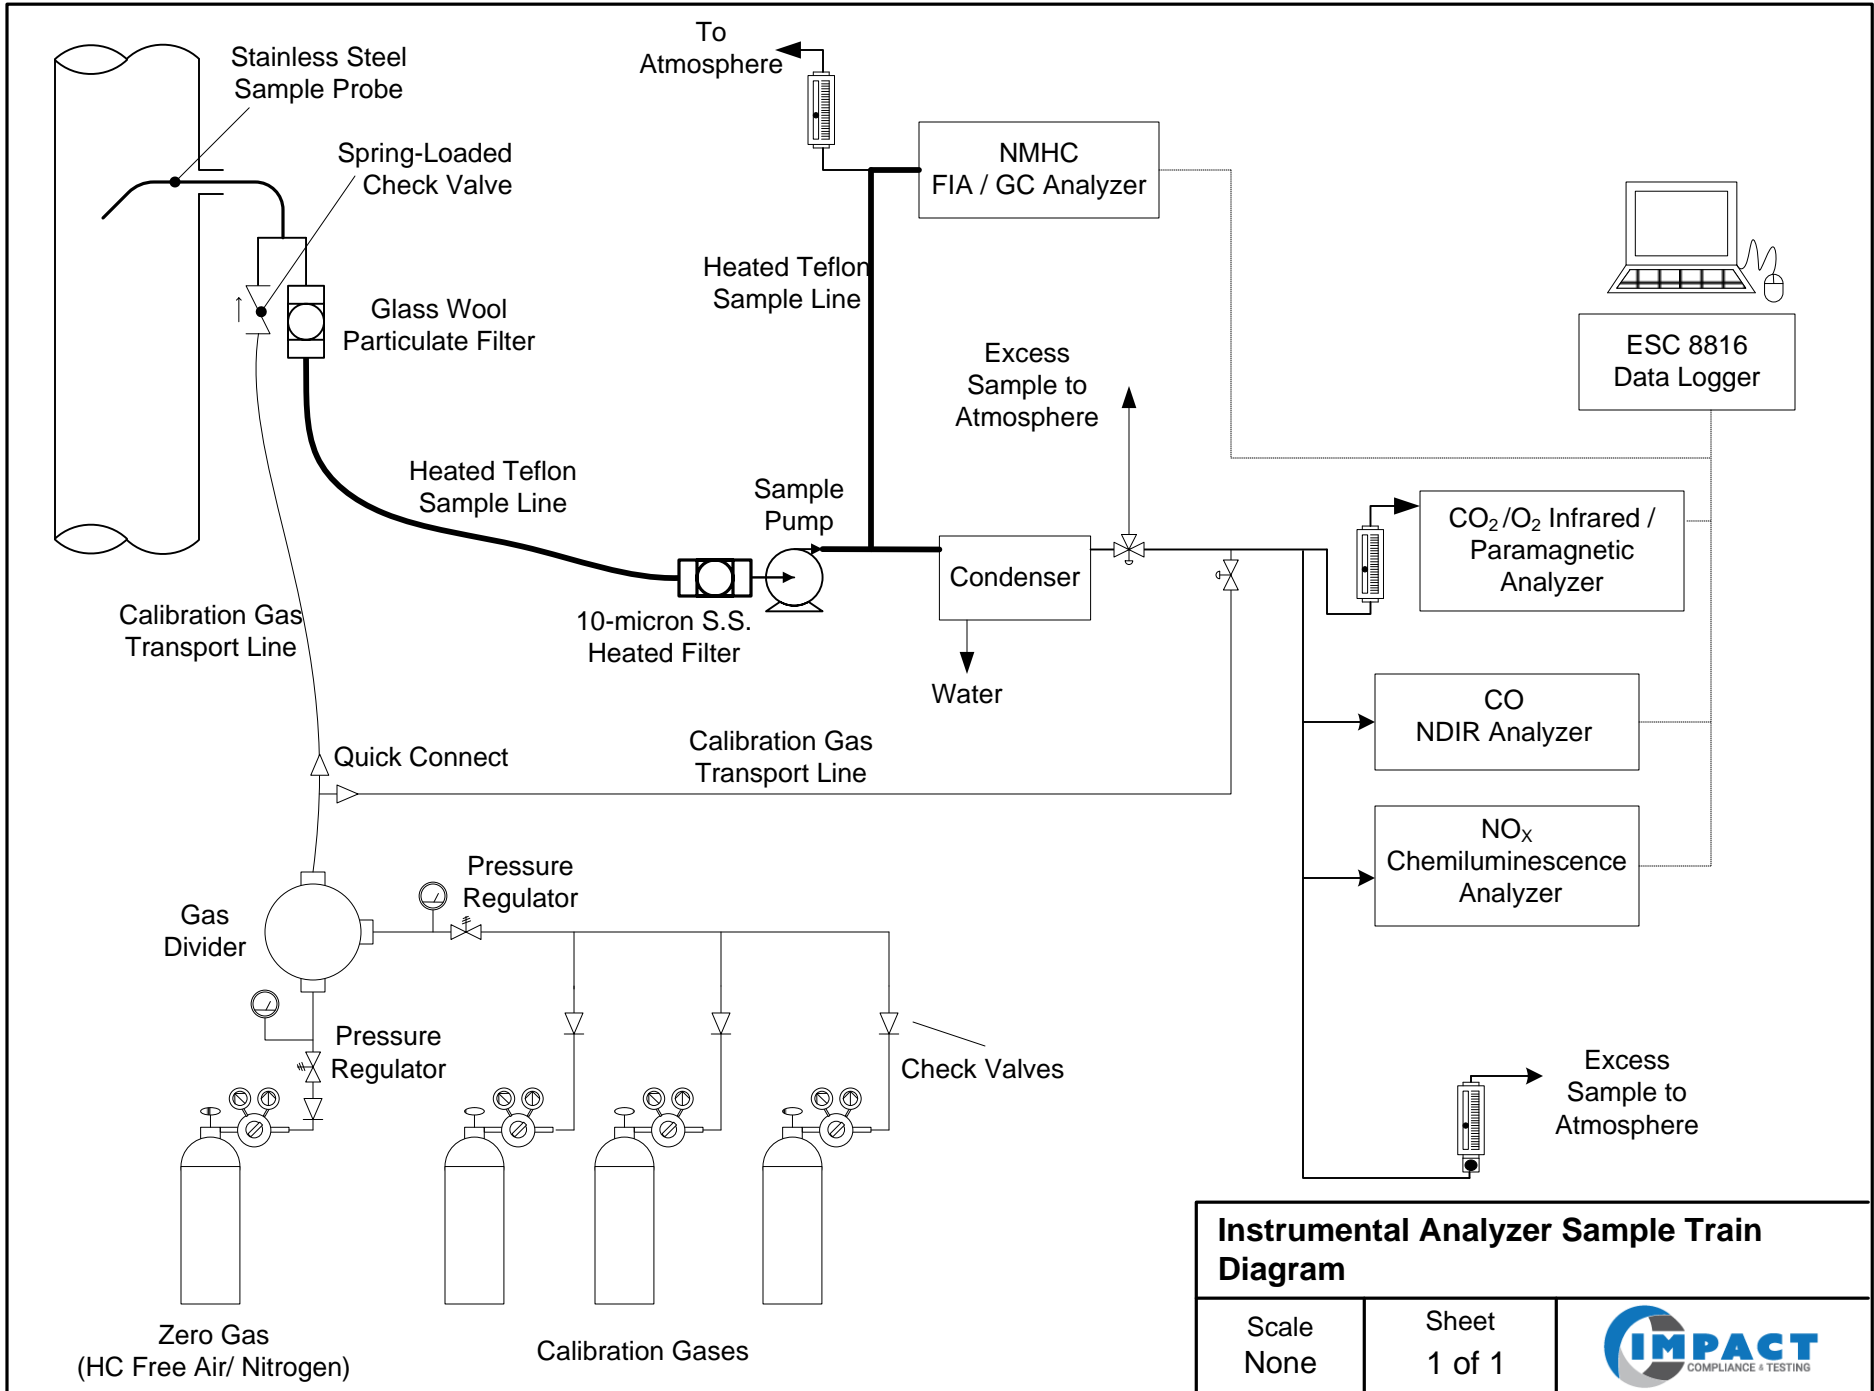 To
Atmosphere
Stainless Steel
Sample Probe
Spring-Loaded
Check Valve
NMHC
FIA / GC Analyzer
Heated Teflon
Sample Line
Glass Wool
Particulate Filter
Excess
Sample to
Atmosphere
ESC 8816
Data Logger
Heated Teflon
Sample Line
Sample
Pump
CO₂ /O₂ Infrared /
Paramagnetic
Analyzer
Condenser
Calibration Gas
Transport Line
10-micron S.S.
Heated Filter
Water
CO
NDIR Analyzer
Quick Connect
Calibration Gas
Transport Line
NOX
Chemiluminescence
Analyzer
Pressure
Regulator
Gas
Divider
Pressure
Regulator
Check Valves
Excess
Sample to
Atmosphere
Zero Gas
(HC Free Air/ Nitrogen)
Calibration Gases
Instrumental Analyzer Sample Train
Diagram
Scale
None
Sheet
1 of 1
IMPACT
COMPLIANCE & TESTING